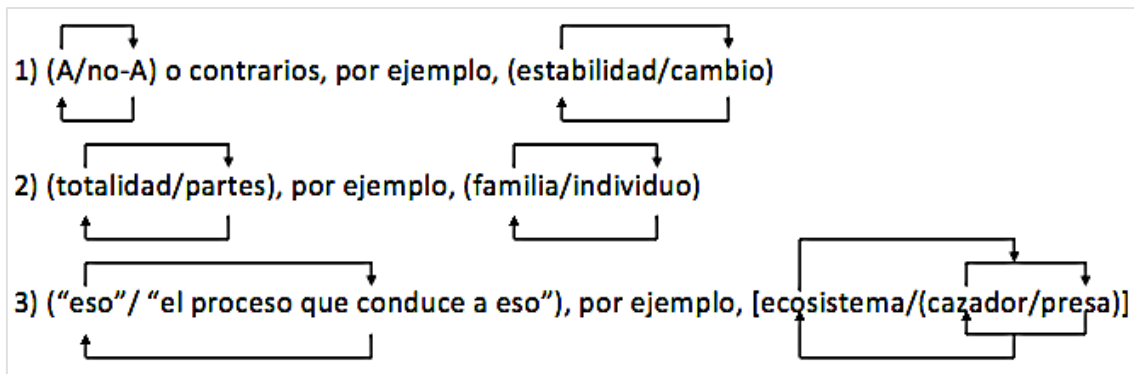 1) (A/no-A) o contrarios, por ejemplo, (estabilidad/cambio)
2) (totalidad/partes), por ejemplo, (familia/individuo)
3) (“eso”/ “el proceso que conduce a eso”), por ejemplo, [ecosistema/(cazador/presa)]